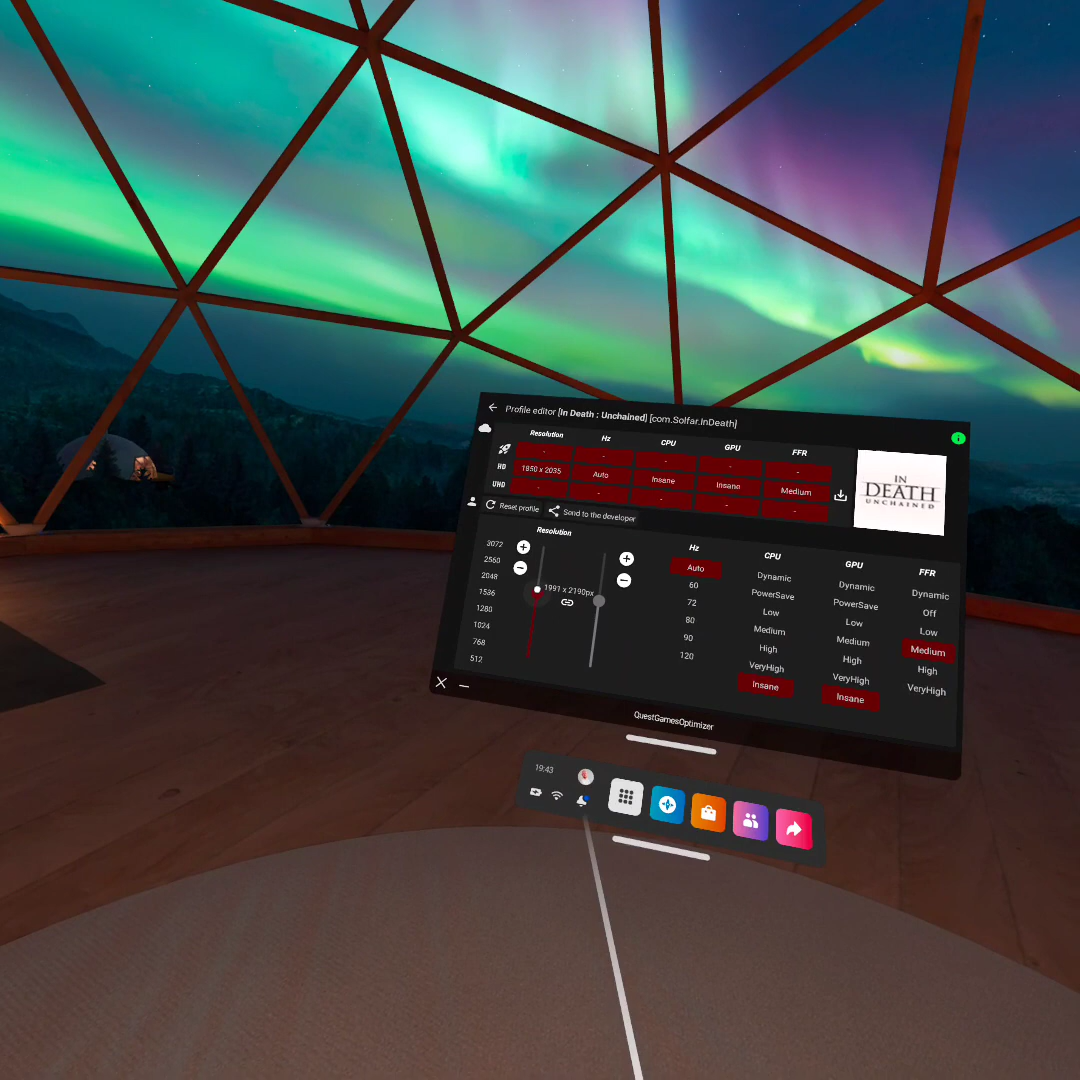 Profile editor [In Death : Unchained] [com.Solfar.InDeath]
Resolution Hz CPU GPU FFR
- - - - -
HD 1850 x 2035 Auto Insane Insane Medium
UHD - - - - -
IN
DEATH
UNCHAINED
Reset profile Send to the developer
Resolution
3072
2560
2048
1536
1280
1024
768
512
1991 x 2190px
Hz
Auto
60
72
80
90
120
CPU
Dynamic
PowerSave
Low
Medium
High
VeryHigh
Insane
GPU
Dynamic
PowerSave
Low
Medium
High
VeryHigh
Insane
FFR
Dynamic
Off
Low
Medium
High
VeryHigh
QuestGamesOptimizer
19:43